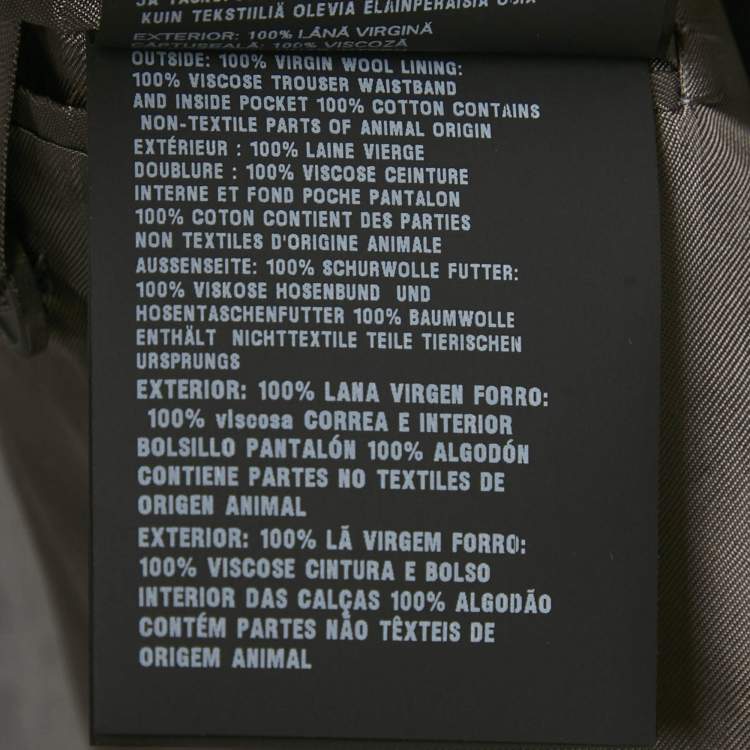 KUIN TEKSTIILIÄ OLEVIA ELÄINPERÄISIÄ OSIA
EXTERIOR: 100% LÂNĂ VIRGINĂ
CAPTUSEALĂ: 100% VISCOZĂ
OUTSIDE: 100% VIRGIN WOOL LINING:
100% VISCOSE TROUSER WAISTBAND
AND INSIDE POCKET 100% COTTON CONTAINS
NON-TEXTILE PARTS OF ANIMAL ORIGIN
EXTÉRIEUR : 100% LAINE VIERGE
DOUBLURE : 100% VISCOSE CEINTURE
INTERNE ET FOND POCHE PANTALON
100% COTON CONTIENT DES PARTIES
NON TEXTILES D'ORIGINE ANIMALE
AUSSENSEITE: 100% SCHURWOLLE FUTTER:
100% VISKOSE HOSENBUND UND
HOSENTASCHENFUTTER 100% BAUMWOLLE
ENTHÄLT NICHTTEXTILE TEILE TIERISCHEN
URSPRUNGS
EXTERIOR: 100% LANA VIRGEN FORRO:
100% viscosa CORREA E INTERIOR
BOLSILLO PANTALÓN 100% ALGODÓN
CONTIENE PARTES NO TEXTILES DE
ORIGEN ANIMAL
EXTERIOR: 100% LÃ VIRGEM FORRO:
100% VISCOSE CINTURA E BOLSO
INTERIOR DAS CALÇAS 100% ALGODÃO
CONTÉM PARTES NÃO TÊXTEIS DE
ORIGEM ANIMAL